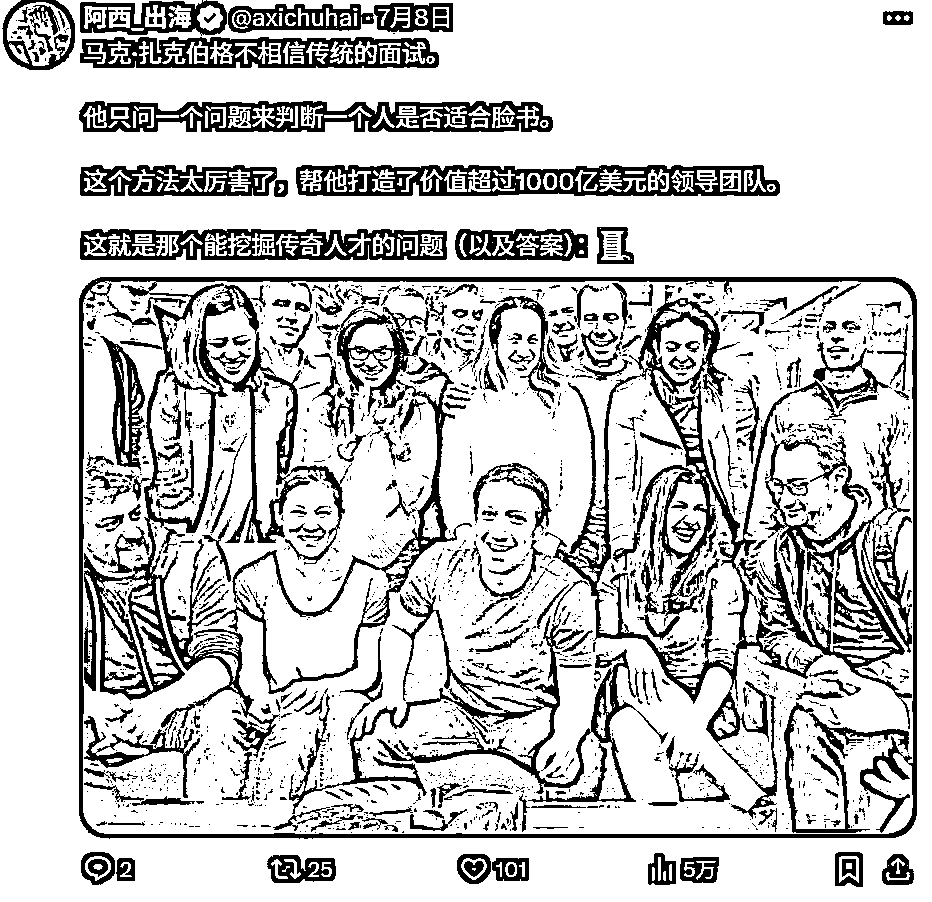 阿西_出海 @axichuhai · 7月8日
马克·扎克伯格不相信传统的面试。
他只问一个问题来判断一个人是否适合脸书。
这个方法太厉害了，帮他打造了价值超过1000亿美元的领导团队。
这就是那个能挖掘传奇人才的问题（以及答案）：
2 25 101 5万